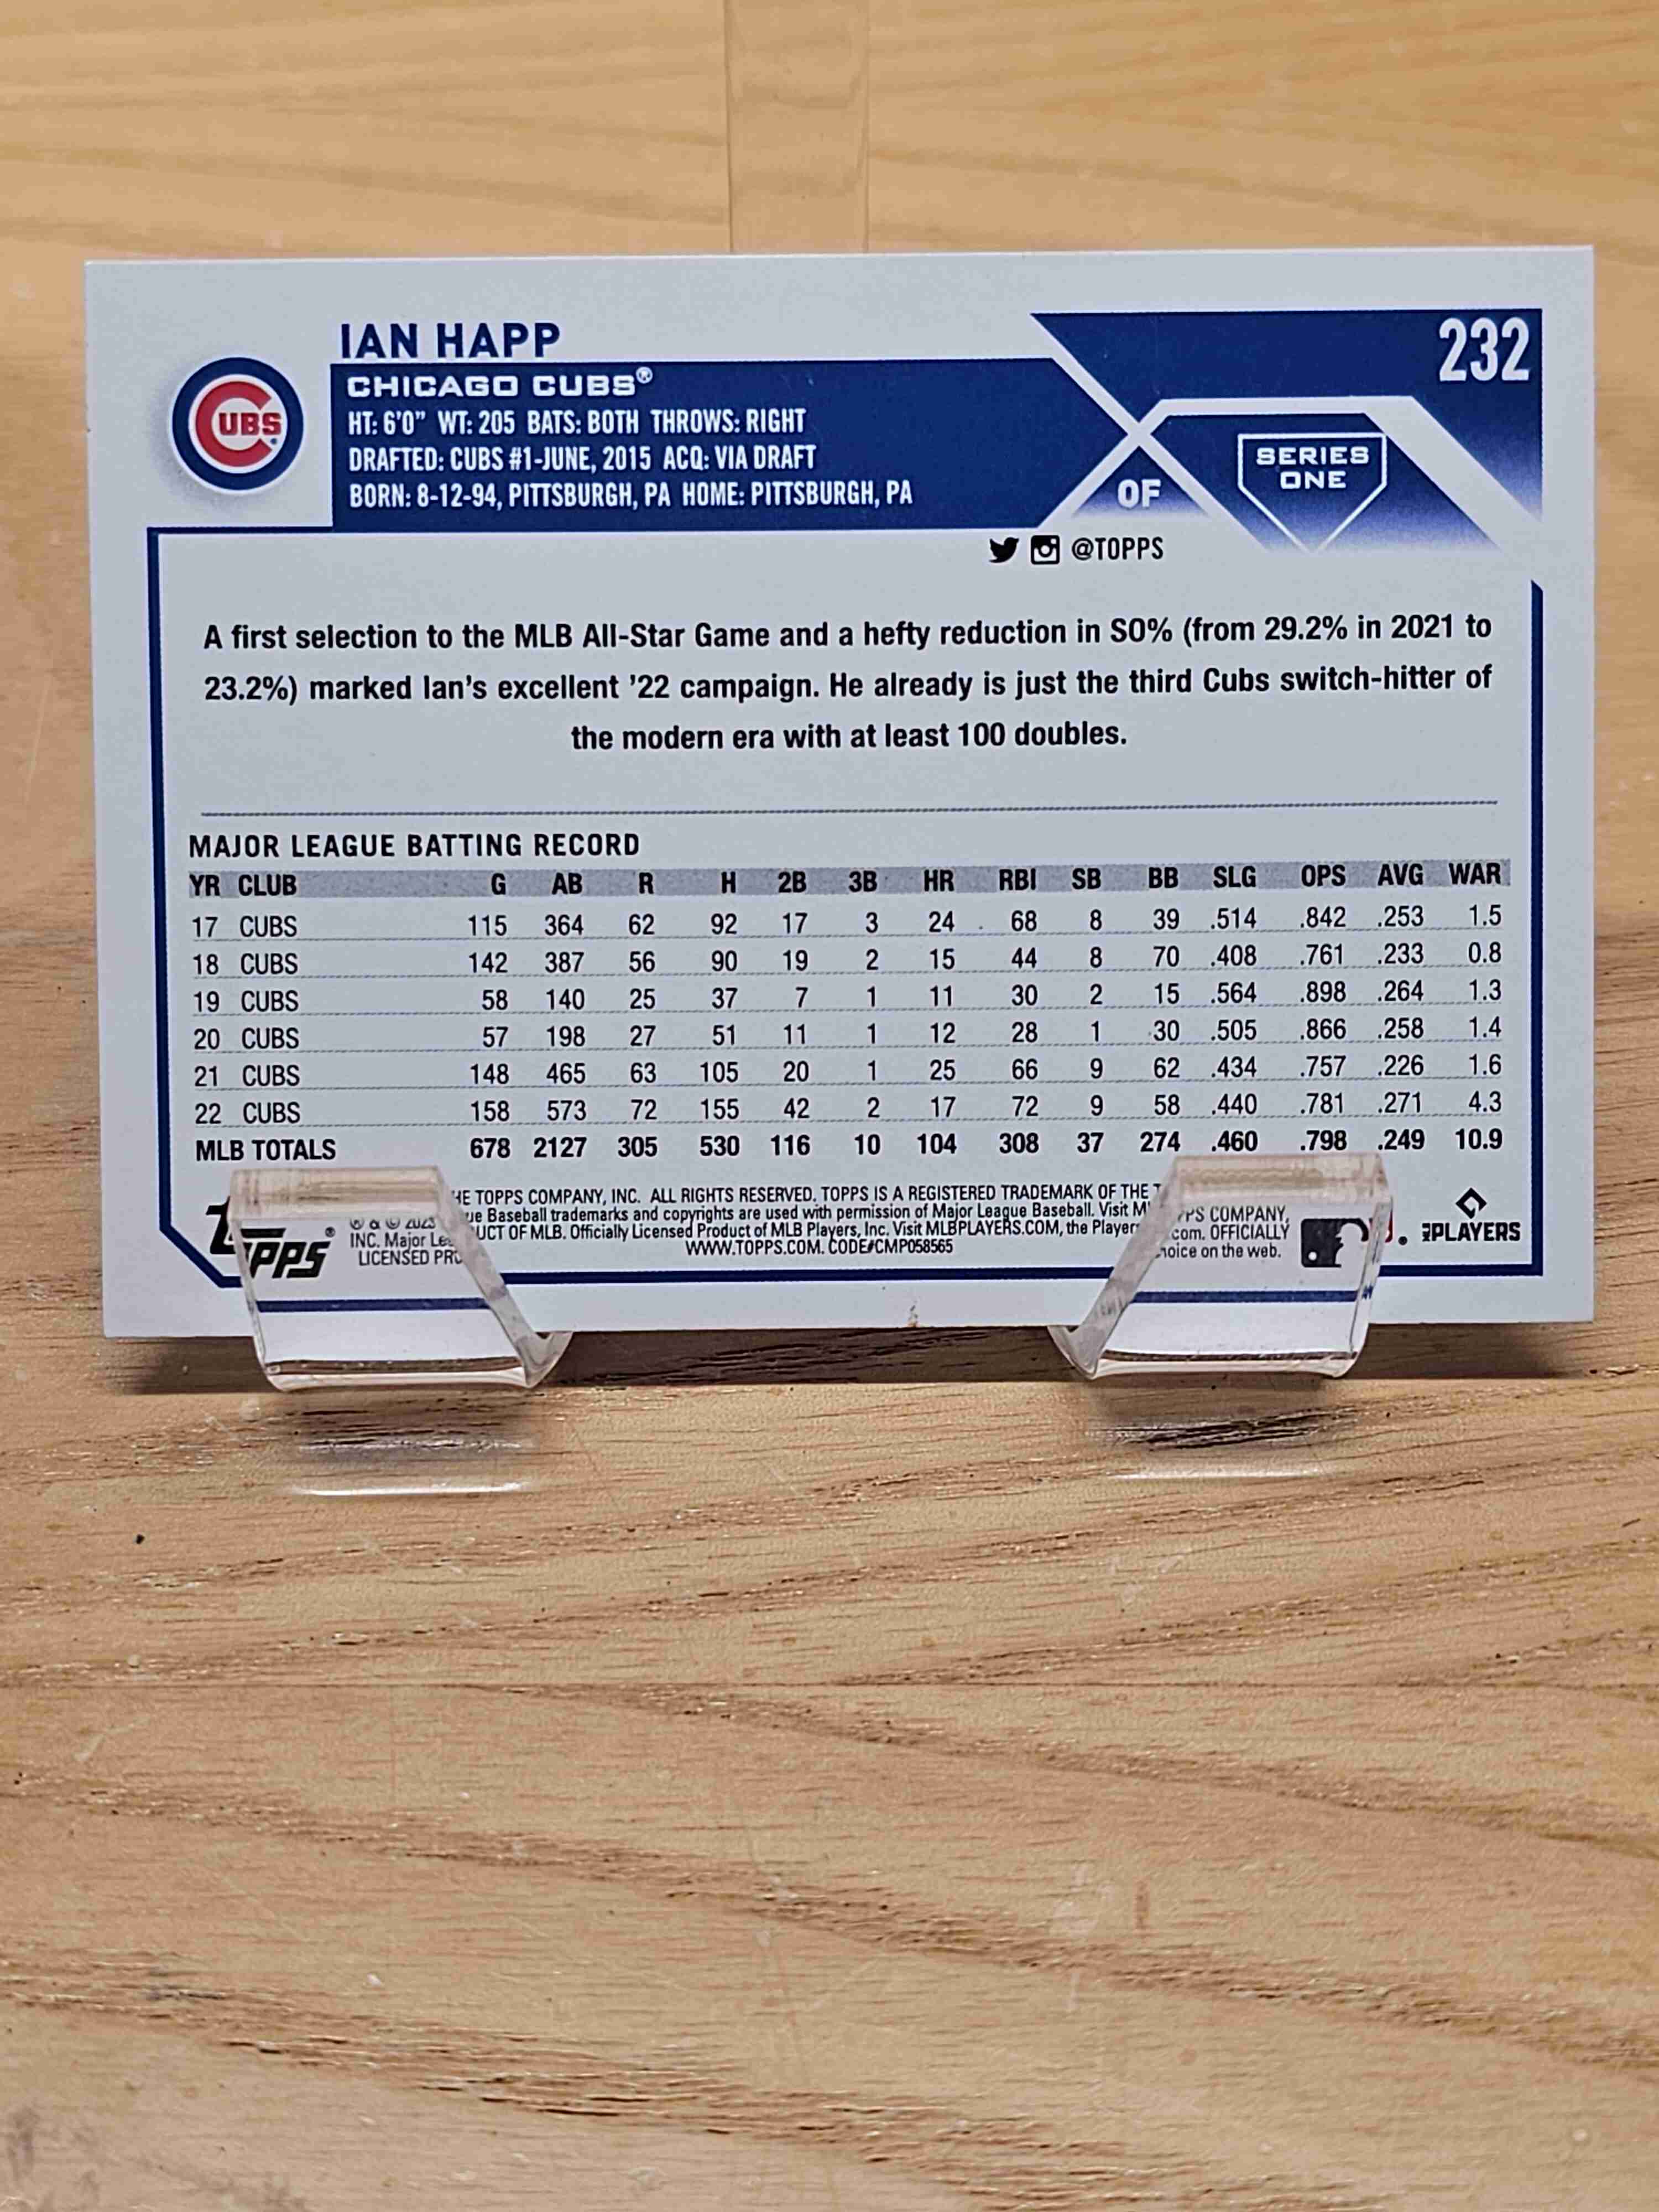 IAN HAPP
232
CUBS
CHICAGO CUBS®
HT: 6'0" WT: 205 BATS: BOTH THROWS: RIGHT
DRAFTED: CUBS #1-JUNE, 2015 ACQ: VIA DRAFT
BORN: 8-12-94, PITTSBURGH, PA HOME: PITTSBURGH, PA
OF
SERIES
ONE
@TOPPS
A first selection to the MLB All-Star Game and a hefty reduction in SO% (from 29.2% in 2021 to
23.2%) marked Ian's excellent '22 campaign. He already is just the third Cubs switch-hitter of
the modern era with at least 100 doubles.
MAJOR LEAGUE BATTING RECORD
YR CLUB G AB R H 2B 3B HR RBI SB BB SLG OPS AVG WAR
17 CUBS 115 364 62 92 17 3 24 68 8 39 .514 .842 .253 1.5
18 CUBS 142 387 56 90 19 2 15 44 8 70 .408 .761 .233 0.8
19 CUBS 58 140 25 37 7 1 11 30 2 15 .564 .898 .264 1.3
20 CUBS 57 198 27 51 11 1 12 28 1 30 .505 .866 .258 1.4
21 CUBS 148 465 63 105 20 1 25 66 9 62 .434 .757 .226 1.6
22 CUBS 158 573 72 155 42 2 17 72 9 58 .440 .781 .271 4.3
MLB TOTALS 678 2127 305 530 116 10 104 308 37 274 .460 .798 .249 10.9
TOPPS®
® & © 2023 THE TOPPS COMPANY, INC. ALL RIGHTS RESERVED. TOPPS IS A REGISTERED TRADEMARK OF THE TOPPS COMPANY,
INC. Major League Baseball trademarks and copyrights are used with permission of Major League Baseball. Visit .com. OFFICIALLY
LICENSED PRODUCT OF MLB. Officially Licensed Product of MLB Players, Inc. Visit MLBPLAYERS.COM, the Players Choice on the web.
WWW.TOPPS.COM. CODE#CMP058565
PLAYERS